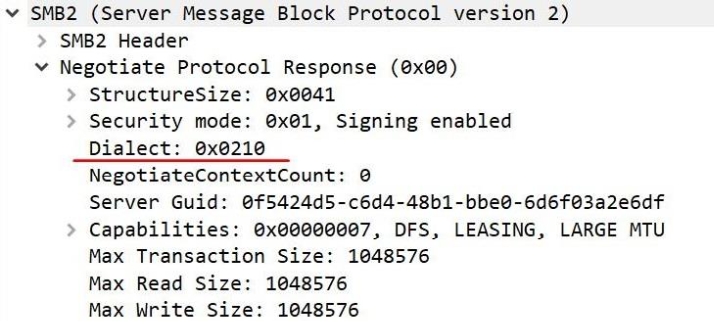 SMB2 (Server Message Block Protocol version 2)
SMB2 Header
Negotiate Protocol Response (0x00)
StructureSize: 0x0041
Security mode: 0x01, Signing enabled
Dialect: 0x0210
NegotiateContextCount: 0
Server Guid: 0f5424d5-c6d4-48b1-bbe0-6d6f03a2e6df
Capabilities: 0x00000007, DFS, LEASING, LARGE MTU
Max Transaction Size: 1048576
Max Read Size: 1048576
Max Write Size: 1048576